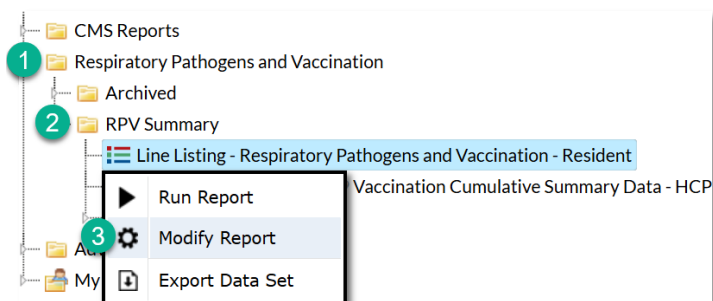 CMS Reports
1 Respiratory Pathogens and Vaccination
Archived
2 RPV Summary
Line Listing - Respiratory Pathogens and Vaccination - Resident
Vaccination Cumulative Summary Data - HCP
Run Report
3 Modify Report
My
Export Data Set